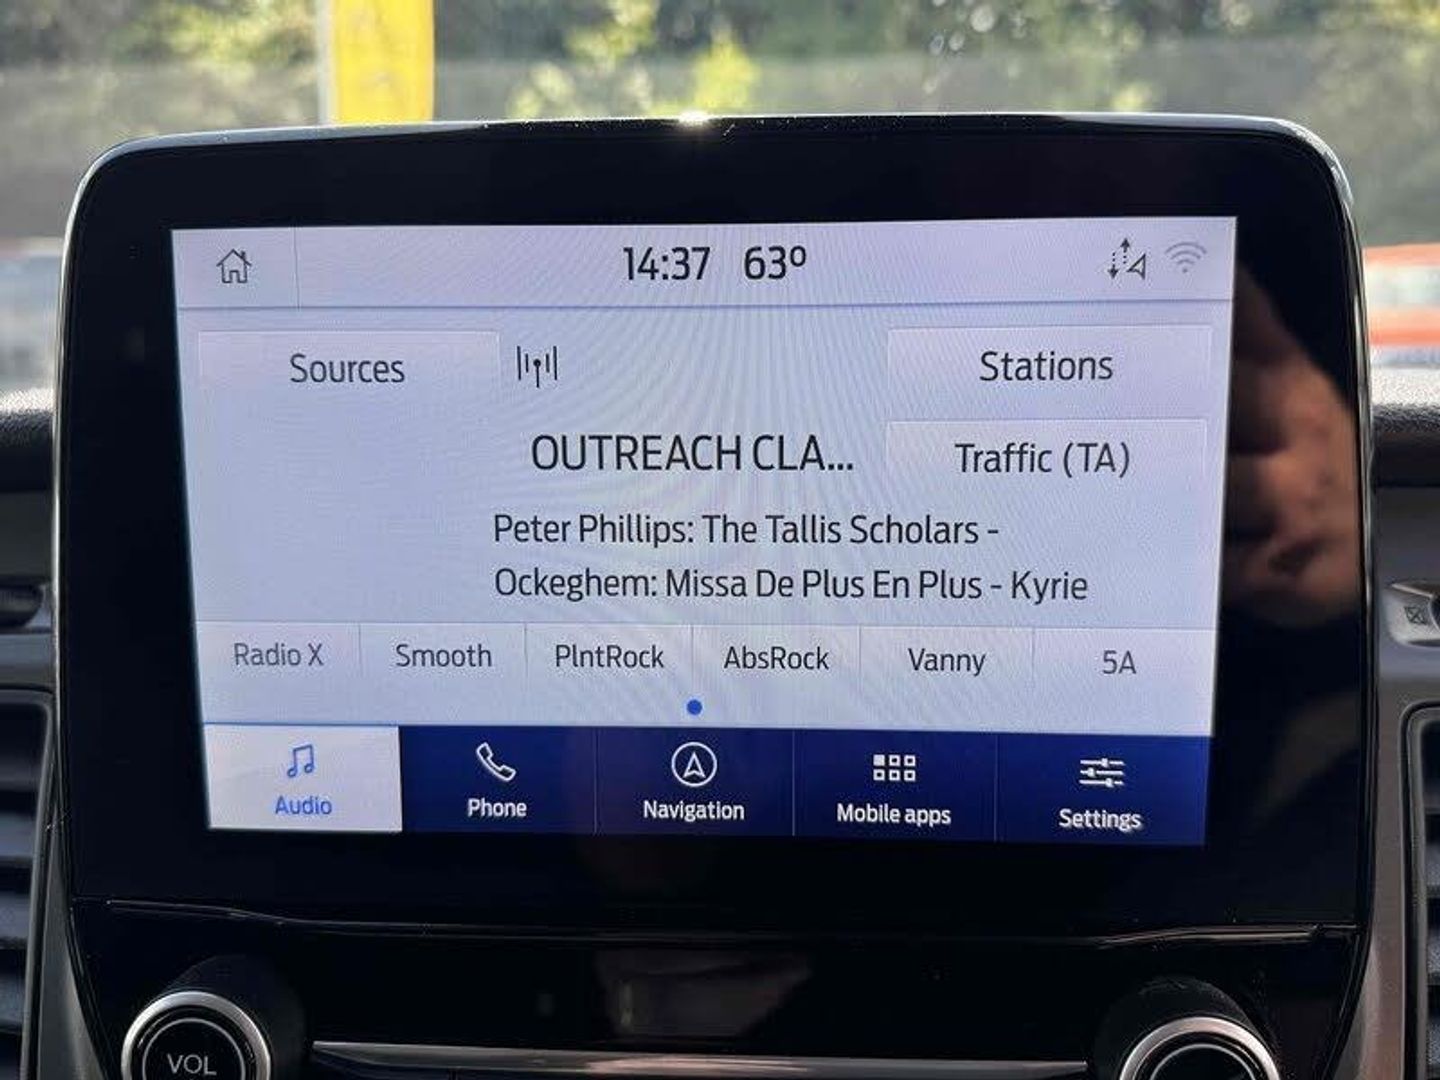 14:37 63º
Sources
Stations
OUTREACH CLA...
Traffic (TA)
Peter Phillips: The Tallis Scholars -
Ockeghem: Missa De Plus En Plus - Kyrie
Radio X Smooth PlntRock AbsRock Vanny 5A
Audio Phone Navigation Mobile apps Settings
VOL